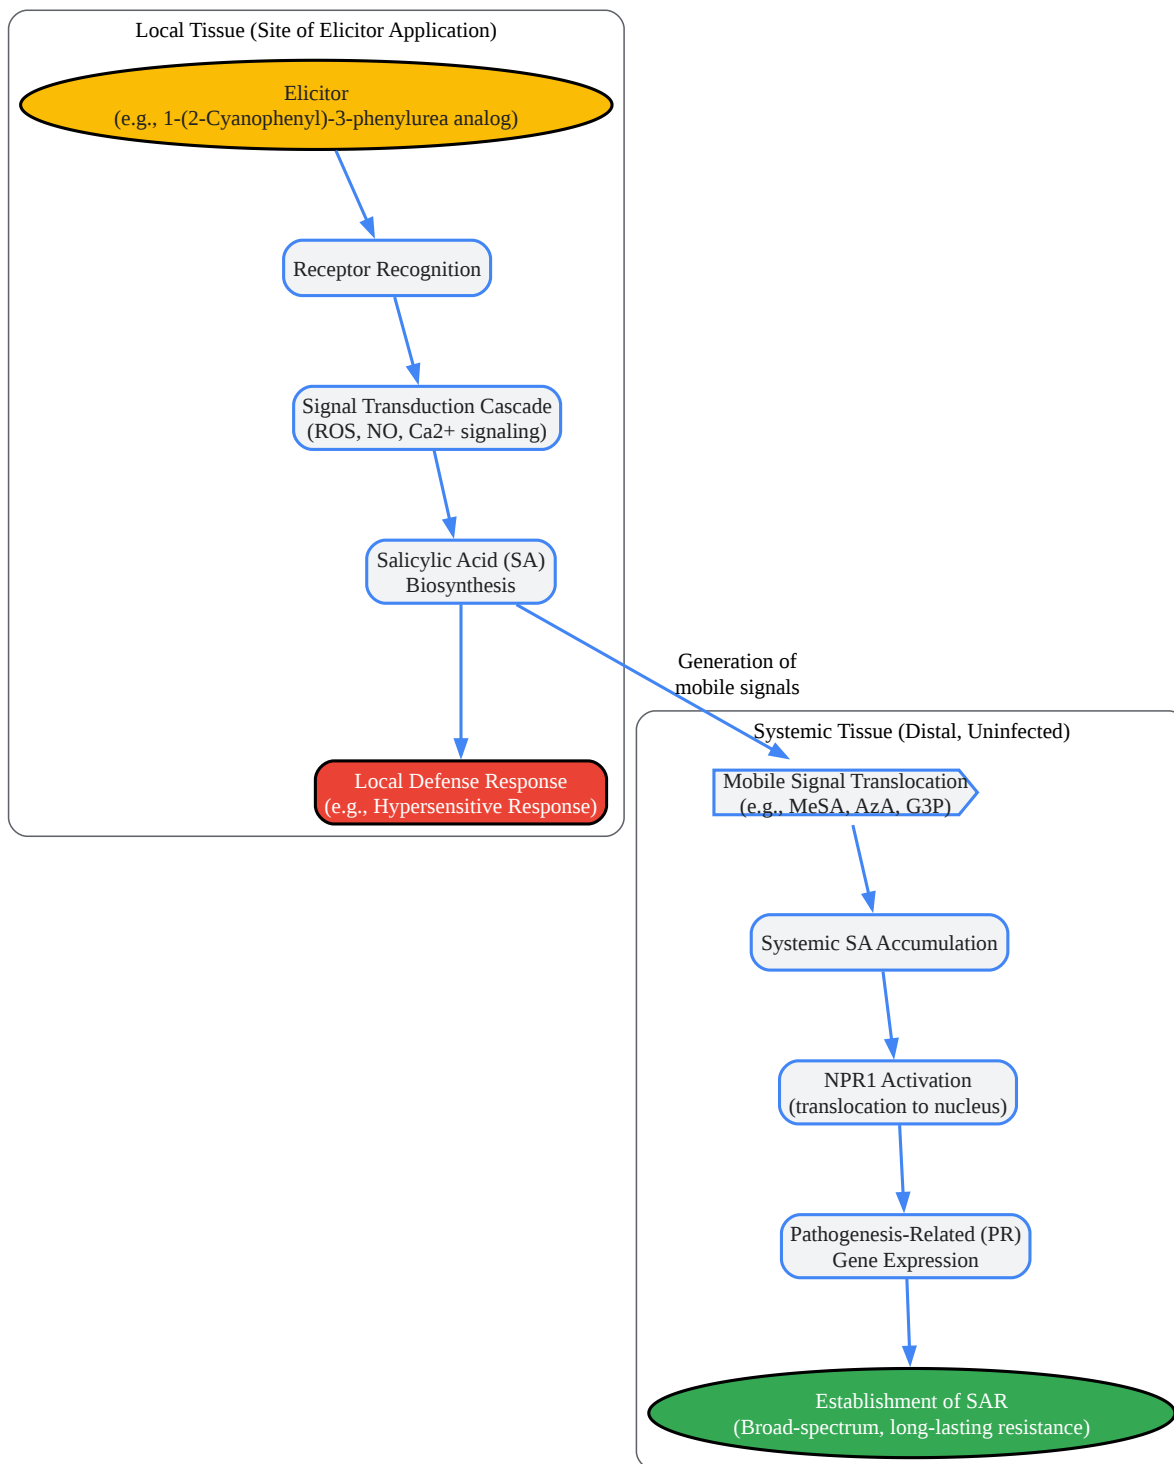 Local Tissue (Site of Elicitor Application)
Elicitor
(e.g., 1-(2-Cyanophenyl)-3-phenylurea analog)
Receptor Recognition
Signal Transduction Cascade
(ROS, NO, Ca2+ signaling)
Salicylic Acid (SA)
Biosynthesis
Generation of
mobile signals
Local Defense Response
(e.g., Hypersensitive Response)
Systemic Tissue (Distal, Uninfected)
Mobile Signal Translocation
(e.g., MeSA, AzA, G3P)
Systemic SA Accumulation
NPR1 Activation
(translocation to nucleus)
Pathogenesis-Related (PR)
Gene Expression
Establishment of SAR
(Broad-spectrum, long-lasting resistance)